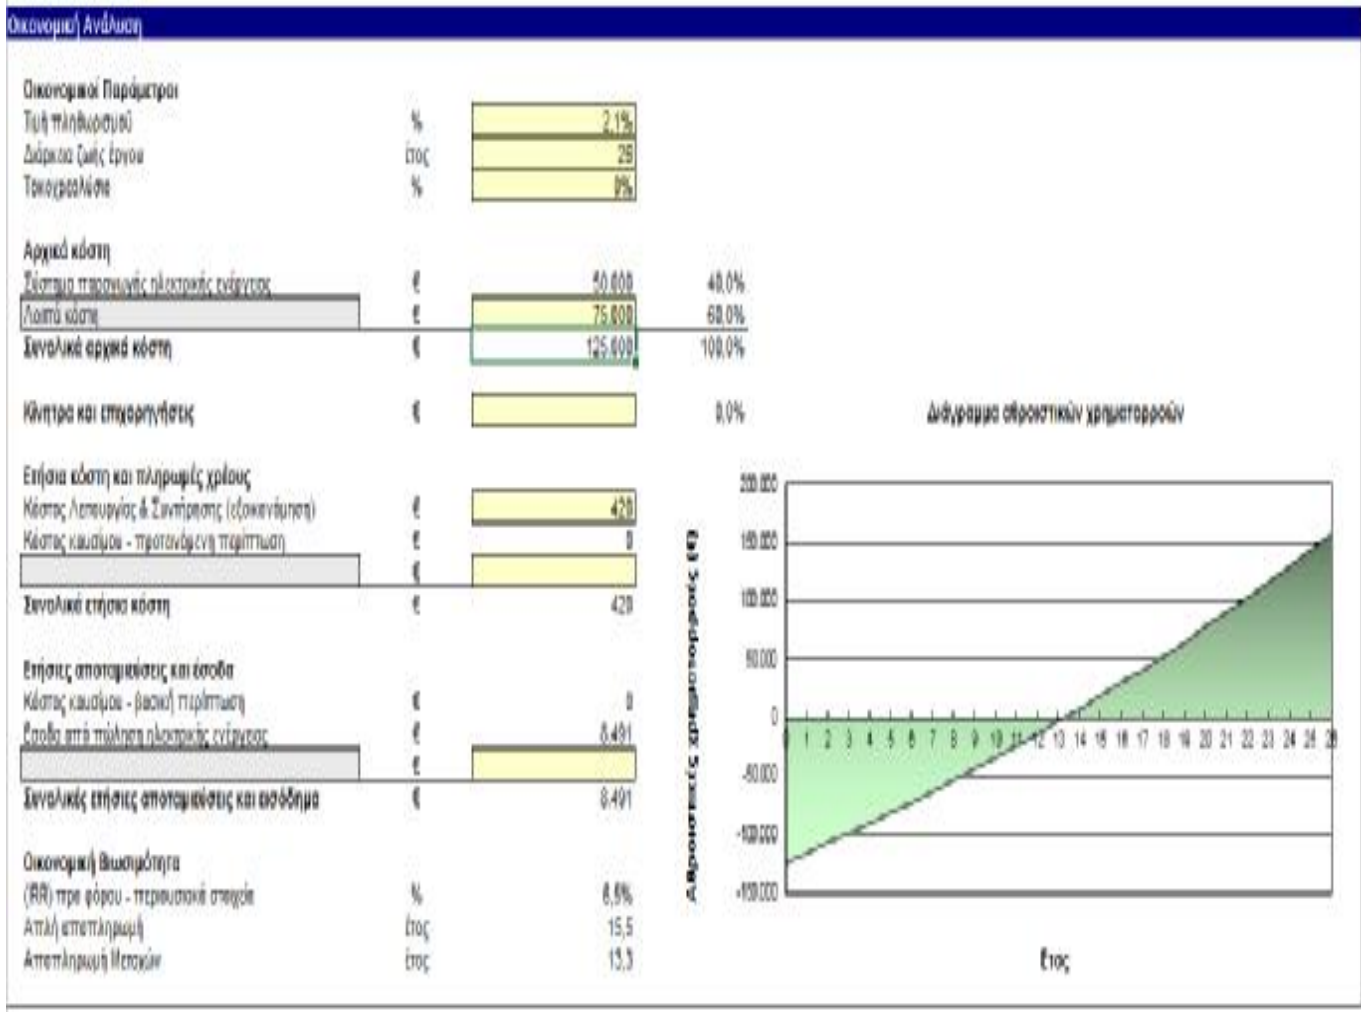 Οικονομική Ανάλυση
Οικονομικοί Παράμετροι
Τιμή πληθωρισμού % 2,1%
Διάρκεια ζωής έργου έτος
Τοκοχρεολύσια % 0%
Αρχικά κόστη
Σύστημα παραγωγής ηλεκτρικής ενέργειας € 50.000 40,0%
Λοιπά κόστη € 75.000 60,0%
Συνολικά αρχικά κόστη € 125.000 100,0%
Κίνητρα και επιχορηγήσεις € 0,0%
Ετήσια κόστη και πληρωμές χρέους
Κόστος Λειτουργίας & Συντήρησης (εξοικονόμηση) € 420
Κόστος καυσίμου - προτεινόμενη περίπτωση € 0
€
Συνολικά ετήσια κόστη € 420
Ετήσιες αποταμιεύσεις και έσοδα
Κόστος καυσίμου - βασική περίπτωση € 0
Έσοδα από πώληση ηλεκτρικής ενέργειας € 8.491
€
Συνολικές ετήσιες αποταμιεύσεις και εισόδημα € 8.491
Οικονομική Βιωσιμότητα
(IRR) προ φόρου - περιουσιακά στοιχεία %
Απλή αποπληρωμή έτος 15,5
Αποπληρωμή Μετοχών έτος 13,3
Διάγραμμα αθροιστικών χρηματορροών
Αθροιστικές χρηματορροές (€)
200.000
150.000
100.000
50.000
0
-50.000
-100.000
-150.000
0 1 2 3 4 5 6 7 8 9 10 11 12 13 14 15 16 17 18 19 20 21 22 23 24 25 26
Έτος